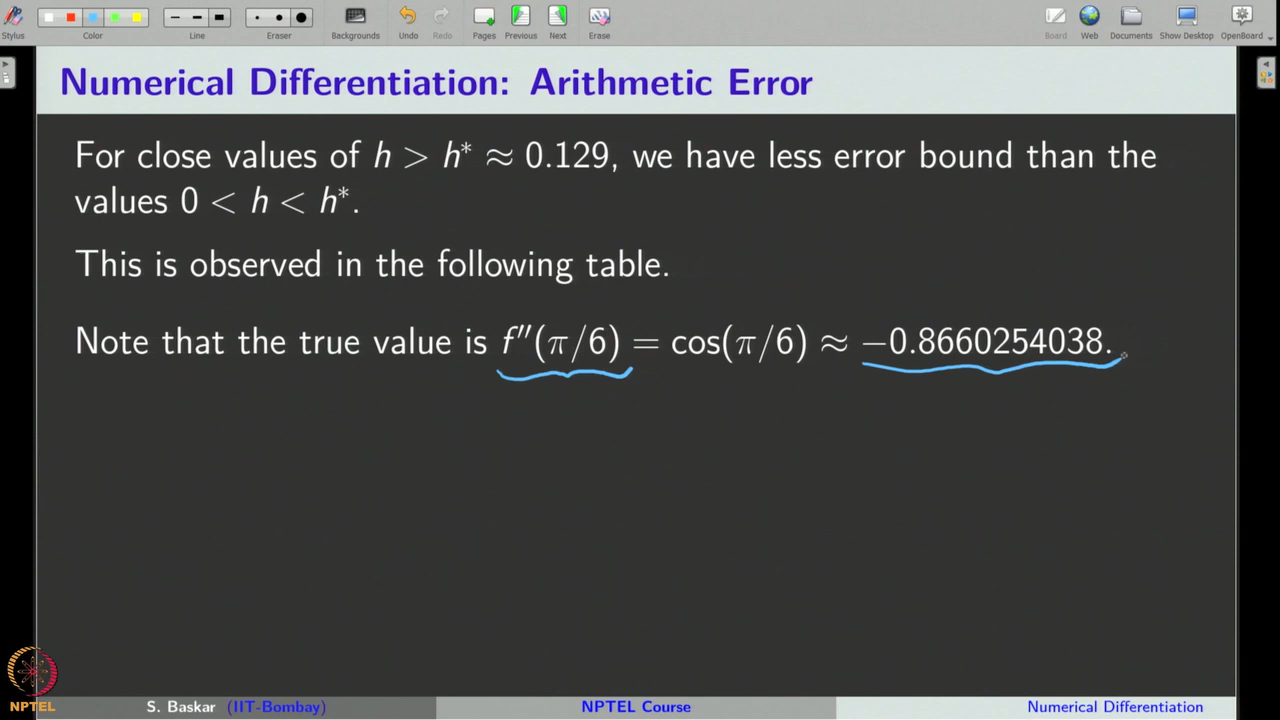 Stylus
Color
Line
Eraser
Backgrounds
Undo
Redo
Pages
Previous
Next
Erase
Board
Web
Documents
Show Desktop
OpenBoard
Numerical Differentiation: Arithmetic Error
For close values of h > h* ≈ 0.129, we have less error bound than the
values 0 < h < h*.
This is observed in the following table.
Note that the true value is f″(π/6) = cos(π/6) ≈ −0.8660254038.
NPTEL
S. Baskar (IIT-Bombay)
NPTEL Course
Numerical Differentiation